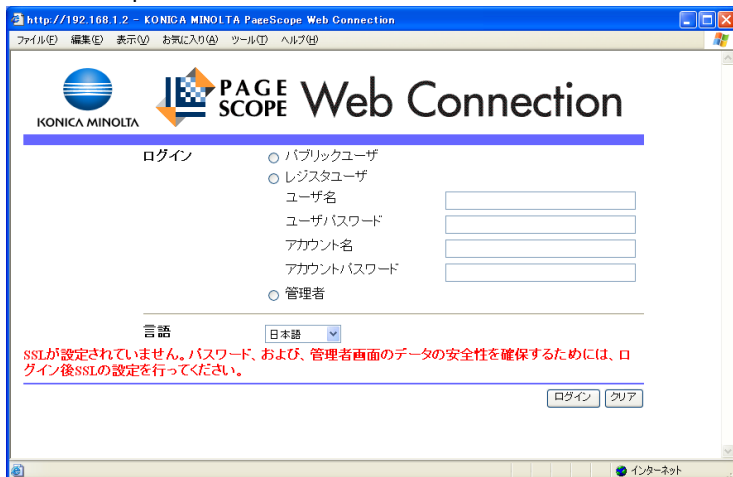 http://192.168.1.2 - KONICA MINOLTA PageScope Web Connection
ファイル(F) 編集(E) 表示(V) お気に入り(A) ツール(T) ヘルプ(H)
KONICA MINOLTA
PAGE SCOPE Web Connection
ログイン
パブリックユーザ
レジスタユーザ
ユーザ名
ユーザパスワード
アカウント名
アカウントパスワード
管理者
言語 日本語
SSLが設定されていません。パスワード、および、管理者画面のデータの安全性を確保するためには、ロ
グイン後SSLの設定を行ってください。
ログイン クリア
インターネット